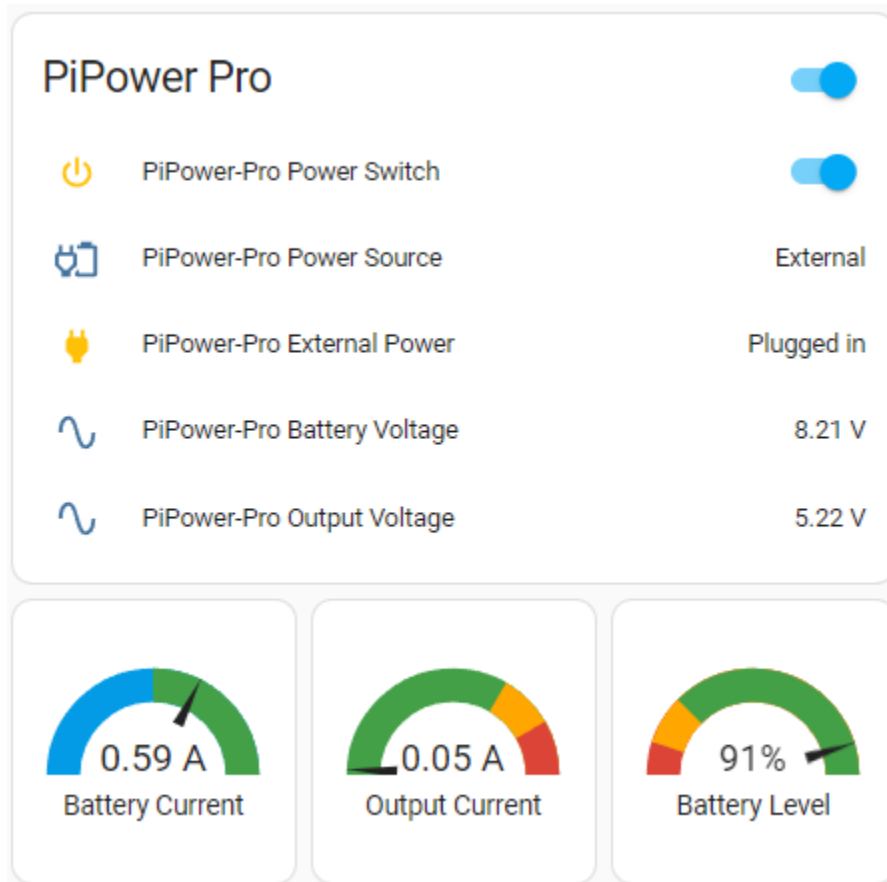 PiPower Pro
PiPower-Pro Power Switch
PiPower-Pro Power Source External
PiPower-Pro External Power Plugged in
PiPower-Pro Battery Voltage 8.21 V
PiPower-Pro Output Voltage 5.22 V
0.59 A 0.05 A 91%
Battery Current Output Current Battery Level